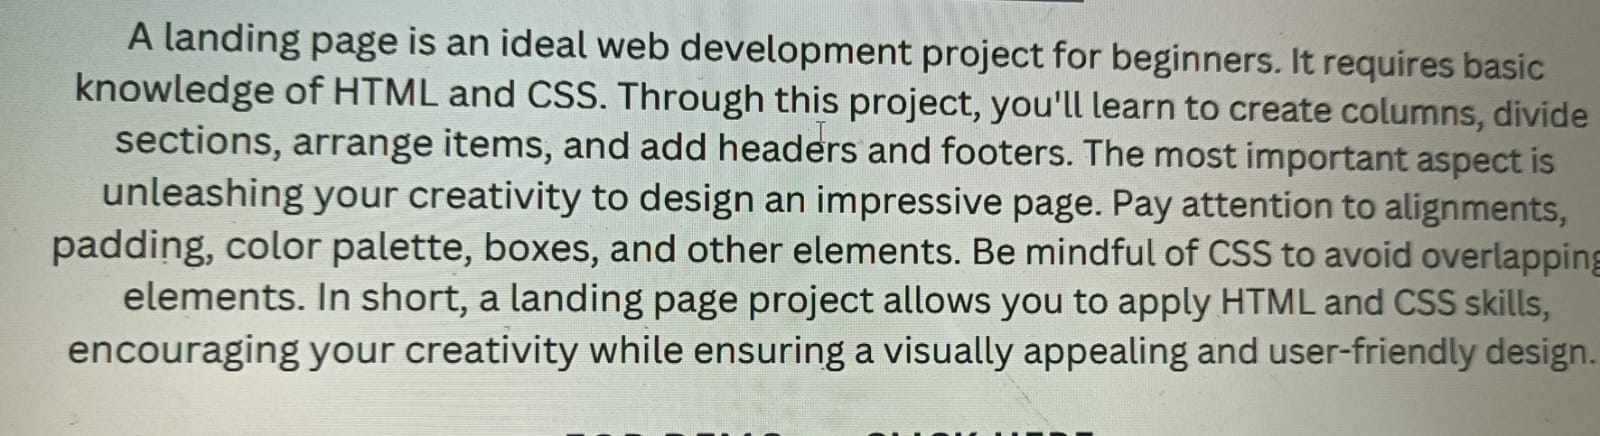 A landing page is an ideal web development project for beginners. It requires basic
knowledge of HTML and CSS. Through this project, you'll learn to create columns, divide
sections, arrange items, and add headers and footers. The most important aspect is
unleashing your creativity to design an impressive page. Pay attention to alignments,
padding, color palette, boxes, and other elements. Be mindful of CSS to avoid overlapping
elements. In short, a landing page project allows you to apply HTML and CSS skills,
encouraging your creativity while ensuring a visually appealing and user-friendly design.